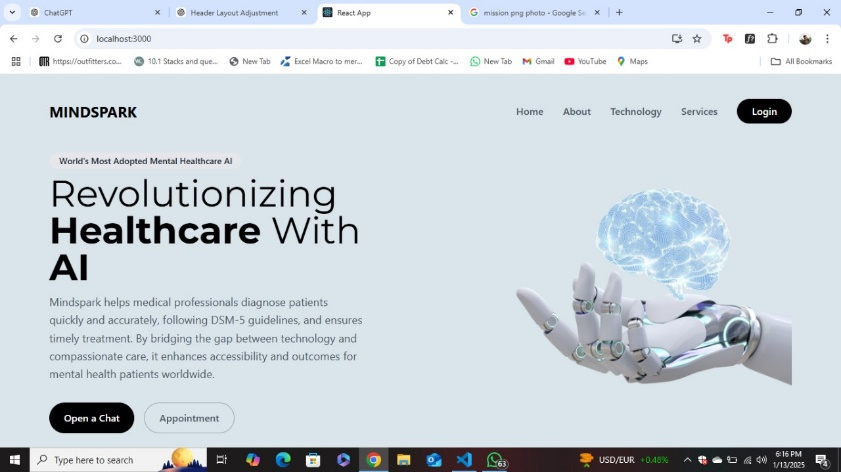 ChatGPT
Header Layout Adjustment
React App
mission png photo - Google Se
localhost:3000
https://outfitters.co...
10.1 Stacks and que...
New Tab
Excel Macro to mer...
Copy of Debt Calc -...
New Tab
Gmail
YouTube
Maps
All Bookmarks
MINDSPARK
Home
About
Technology
Services
Login
World's Most Adopted Mental Healthcare AI
Revolutionizing
Healthcare With
AI
Mindspark helps medical professionals diagnose patients
quickly and accurately, following DSM-5 guidelines, and ensures
timely treatment. By bridging the gap between technology and
compassionate care, it enhances accessibility and outcomes for
mental health patients worldwide.
Open a Chat
Appointment
Type here to search
63
USD/EUR +0.48%
6:16 PM
1/13/2025
4